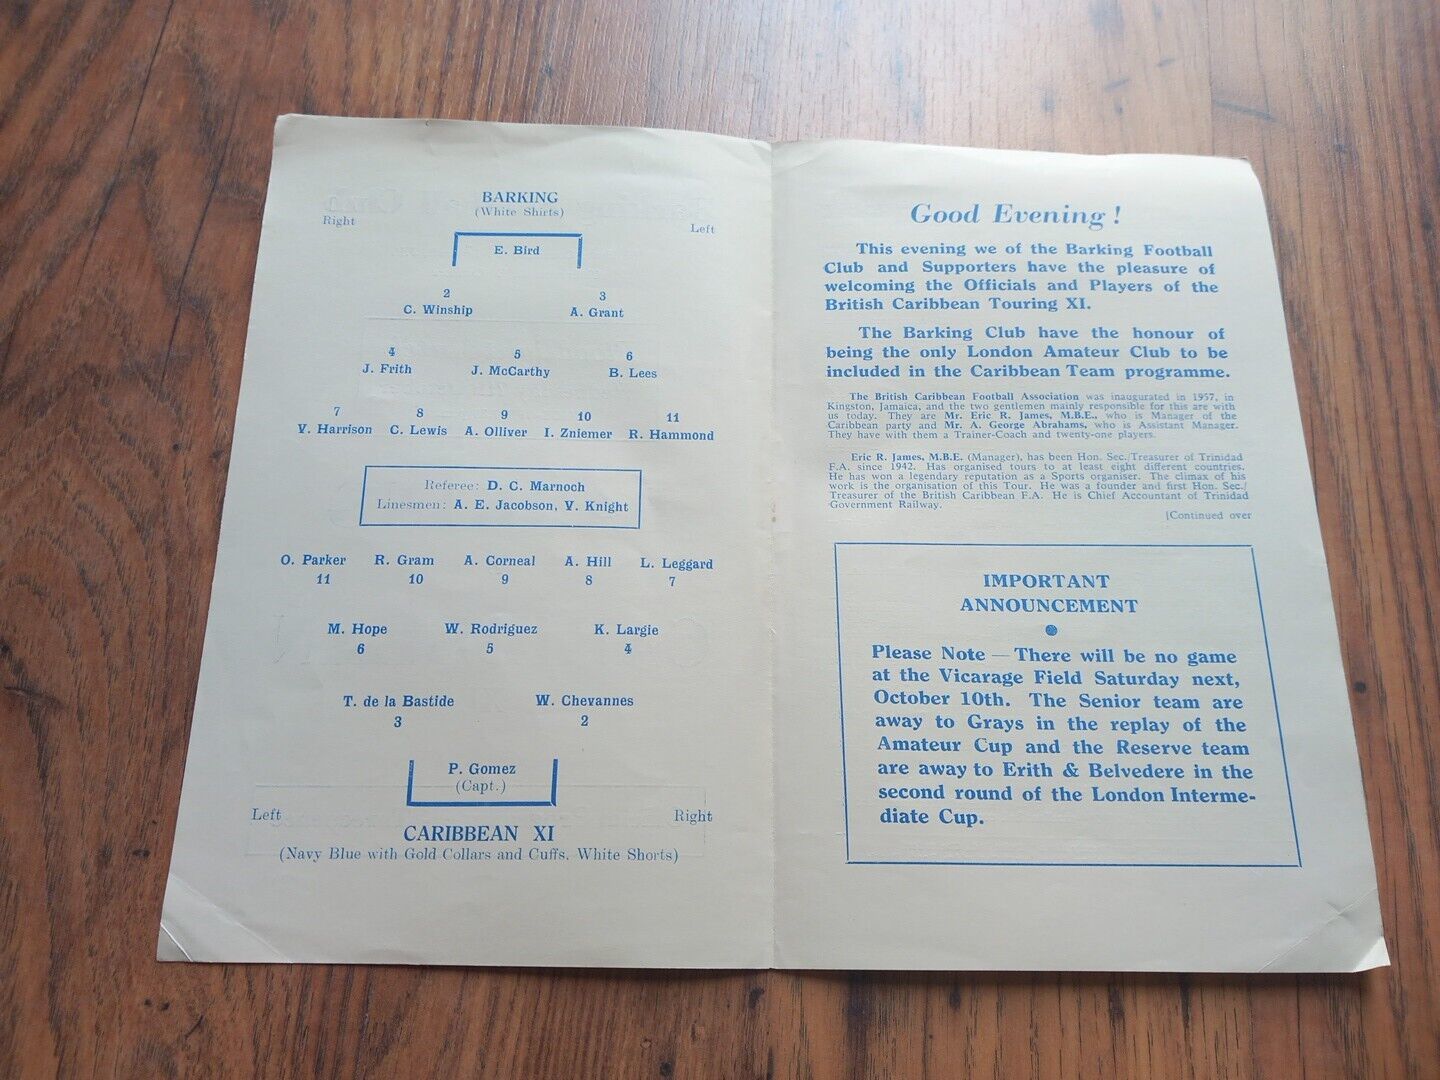 BARKING
(White Shirts)
Right
Left
E. Bird
2 3
C. Winship A. Grant
4 5 6
J. Frith J. McCarthy B. Lees
7 8 9 10 11
V. Harrison C. Lewis A. Olliver I. Zniemer R. Hammond
Referee: D. C. Marnoch
Linesmen: A. E. Jacobson, V. Knight
O. Parker R. Gram A. Corneal A. Hill L. Leggard
11 10 9 8 7
M. Hope W. Rodriguez K. Largie
6 5 4
T. de la Bastide W. Chevannes
3 2
P. Gomez
(Capt.)
Left Right
CARIBBEAN XI
(Navy Blue with Gold Collars and Cuffs. White Shorts)
Good Evening!
This evening we of the Barking Football
Club and Supporters have the pleasure of
welcoming the Officials and Players of the
British Caribbean Touring XI.
The Barking Club have the honour of
being the only London Amateur Club to be
included in the Caribbean Team programme.
The British Caribbean Football Association was inaugurated in 1957, in
Kingston, Jamaica, and the two gentlemen mainly responsible for this are with
us today. They are Mr. Eric R. James, M.B.E., who is Manager of the
Caribbean party and Mr. A. George Abrahams, who is Assistant Manager.
They have with them a Trainer-Coach and twenty-one players.
Eric R. James, M.B.E. (Manager), has been Hon. Sec./Treasurer of Trinidad
F.A. since 1942. Has organised tours to at least eight different countries.
He has won a legendary reputation as a Sports organiser. The climax of his
work is the organisation of this Tour. He was a founder and first Hon. Sec./
Treasurer of the British Caribbean F.A. He is Chief Accountant of Trinidad
Government Railway.
[Continued over
IMPORTANT
ANNOUNCEMENT
Please Note — There will be no game
at the Vicarage Field Saturday next,
October 10th. The Senior team are
away to Grays in the replay of the
Amateur Cup and the Reserve team
are away to Erith & Belvedere in the
second round of the London Interme-
diate Cup.